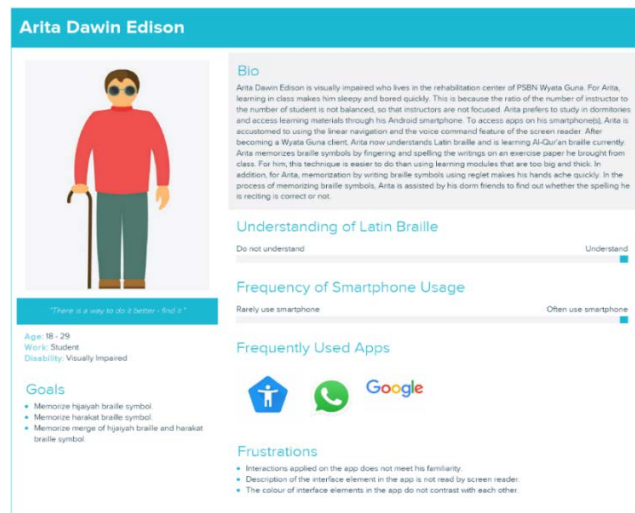 Arita Dawin Edison
"There is a way to do it better - find it "
Age: 18 - 29
Work: Student
Disability: Visually Impaired
Goals
Memorize hijaiyah braille symbol.
Memorize harakat braille symbol.
Memorize merge of hijaiyah braille and harakat
braille symbol
Bio
Arita Dawin Edison is visually impaired who lives in the rehabilitation center of PSBN Wyata Guna. For Arita,
learning in class makes him sleepy and bored quickly. This is because the ratio of the number of instructor to
the number of student is not balanced, so that instructors are not focused. Arita prefers to study in dormitories
and access learning materials through his Android smartphone. To access apps on his smartphone(s), Arita is
accustomed to using the linear navigation and the voice command feature of the screen reader. After
becoming a Wyata Guna client, Arita now understands Latin braille and is learning Al-Qur'an braille currently.
Arita memorizes braille symbols by fingering and spelling the writings on an exercise paper he brought from
class. For him, this technique is easier to do than using learning modules that are too big and thick. In
addition, for Arita, memorization by writing braille symbols using reglet makes his hands ache quickly. In the
process of memorizing braille symbols, Arita is assisted by his dorm friends to find out whether the spelling he
is reciting is correct or not.
Understanding of Latin Braille
Do not understand Understand
Frequency of Smartphone Usage
Rarely use smartphone Often use smartphone
Frequently Used Apps
Google
Frustrations
Interactions applied on the app does not meet his familiarity.
Description of the interface element in the app is not read by screen reader.
The colour of interface elements in the app do not contrast with each other.